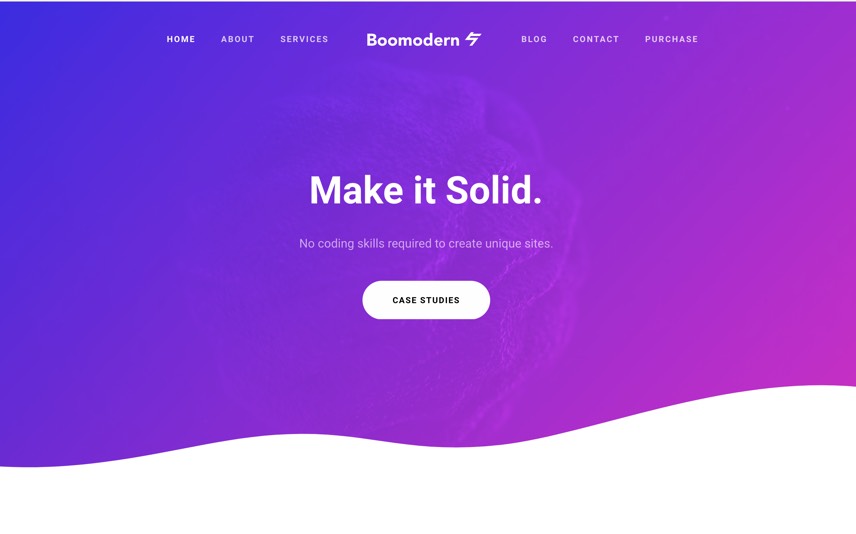 HOME ABOUT SERVICES Boomodern BLOG CONTACT PURCHASE
Make it Solid.
No coding skills required to create unique sites.
CASE STUDIES